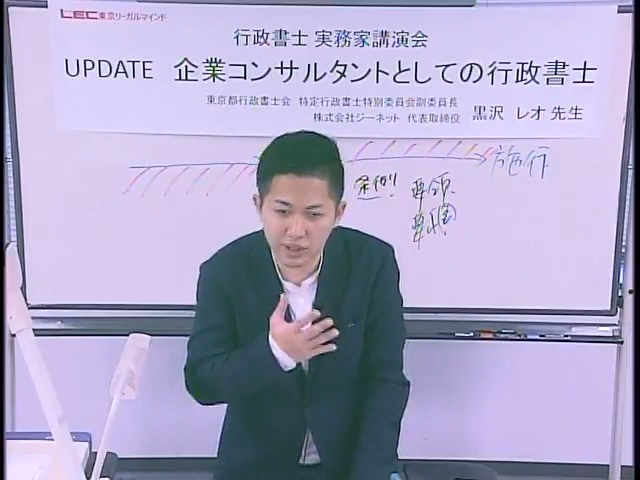 LEC東京リーガルマインド
行政書士 実務家講演会
UPDATE 企業コンサルタントとしての行政書士
東京都行政書士会 特定行政書士特別委員会副委員長
株式会社ジーネット 代表取締役 黒沢 レオ 先生
施行
要領
要綱